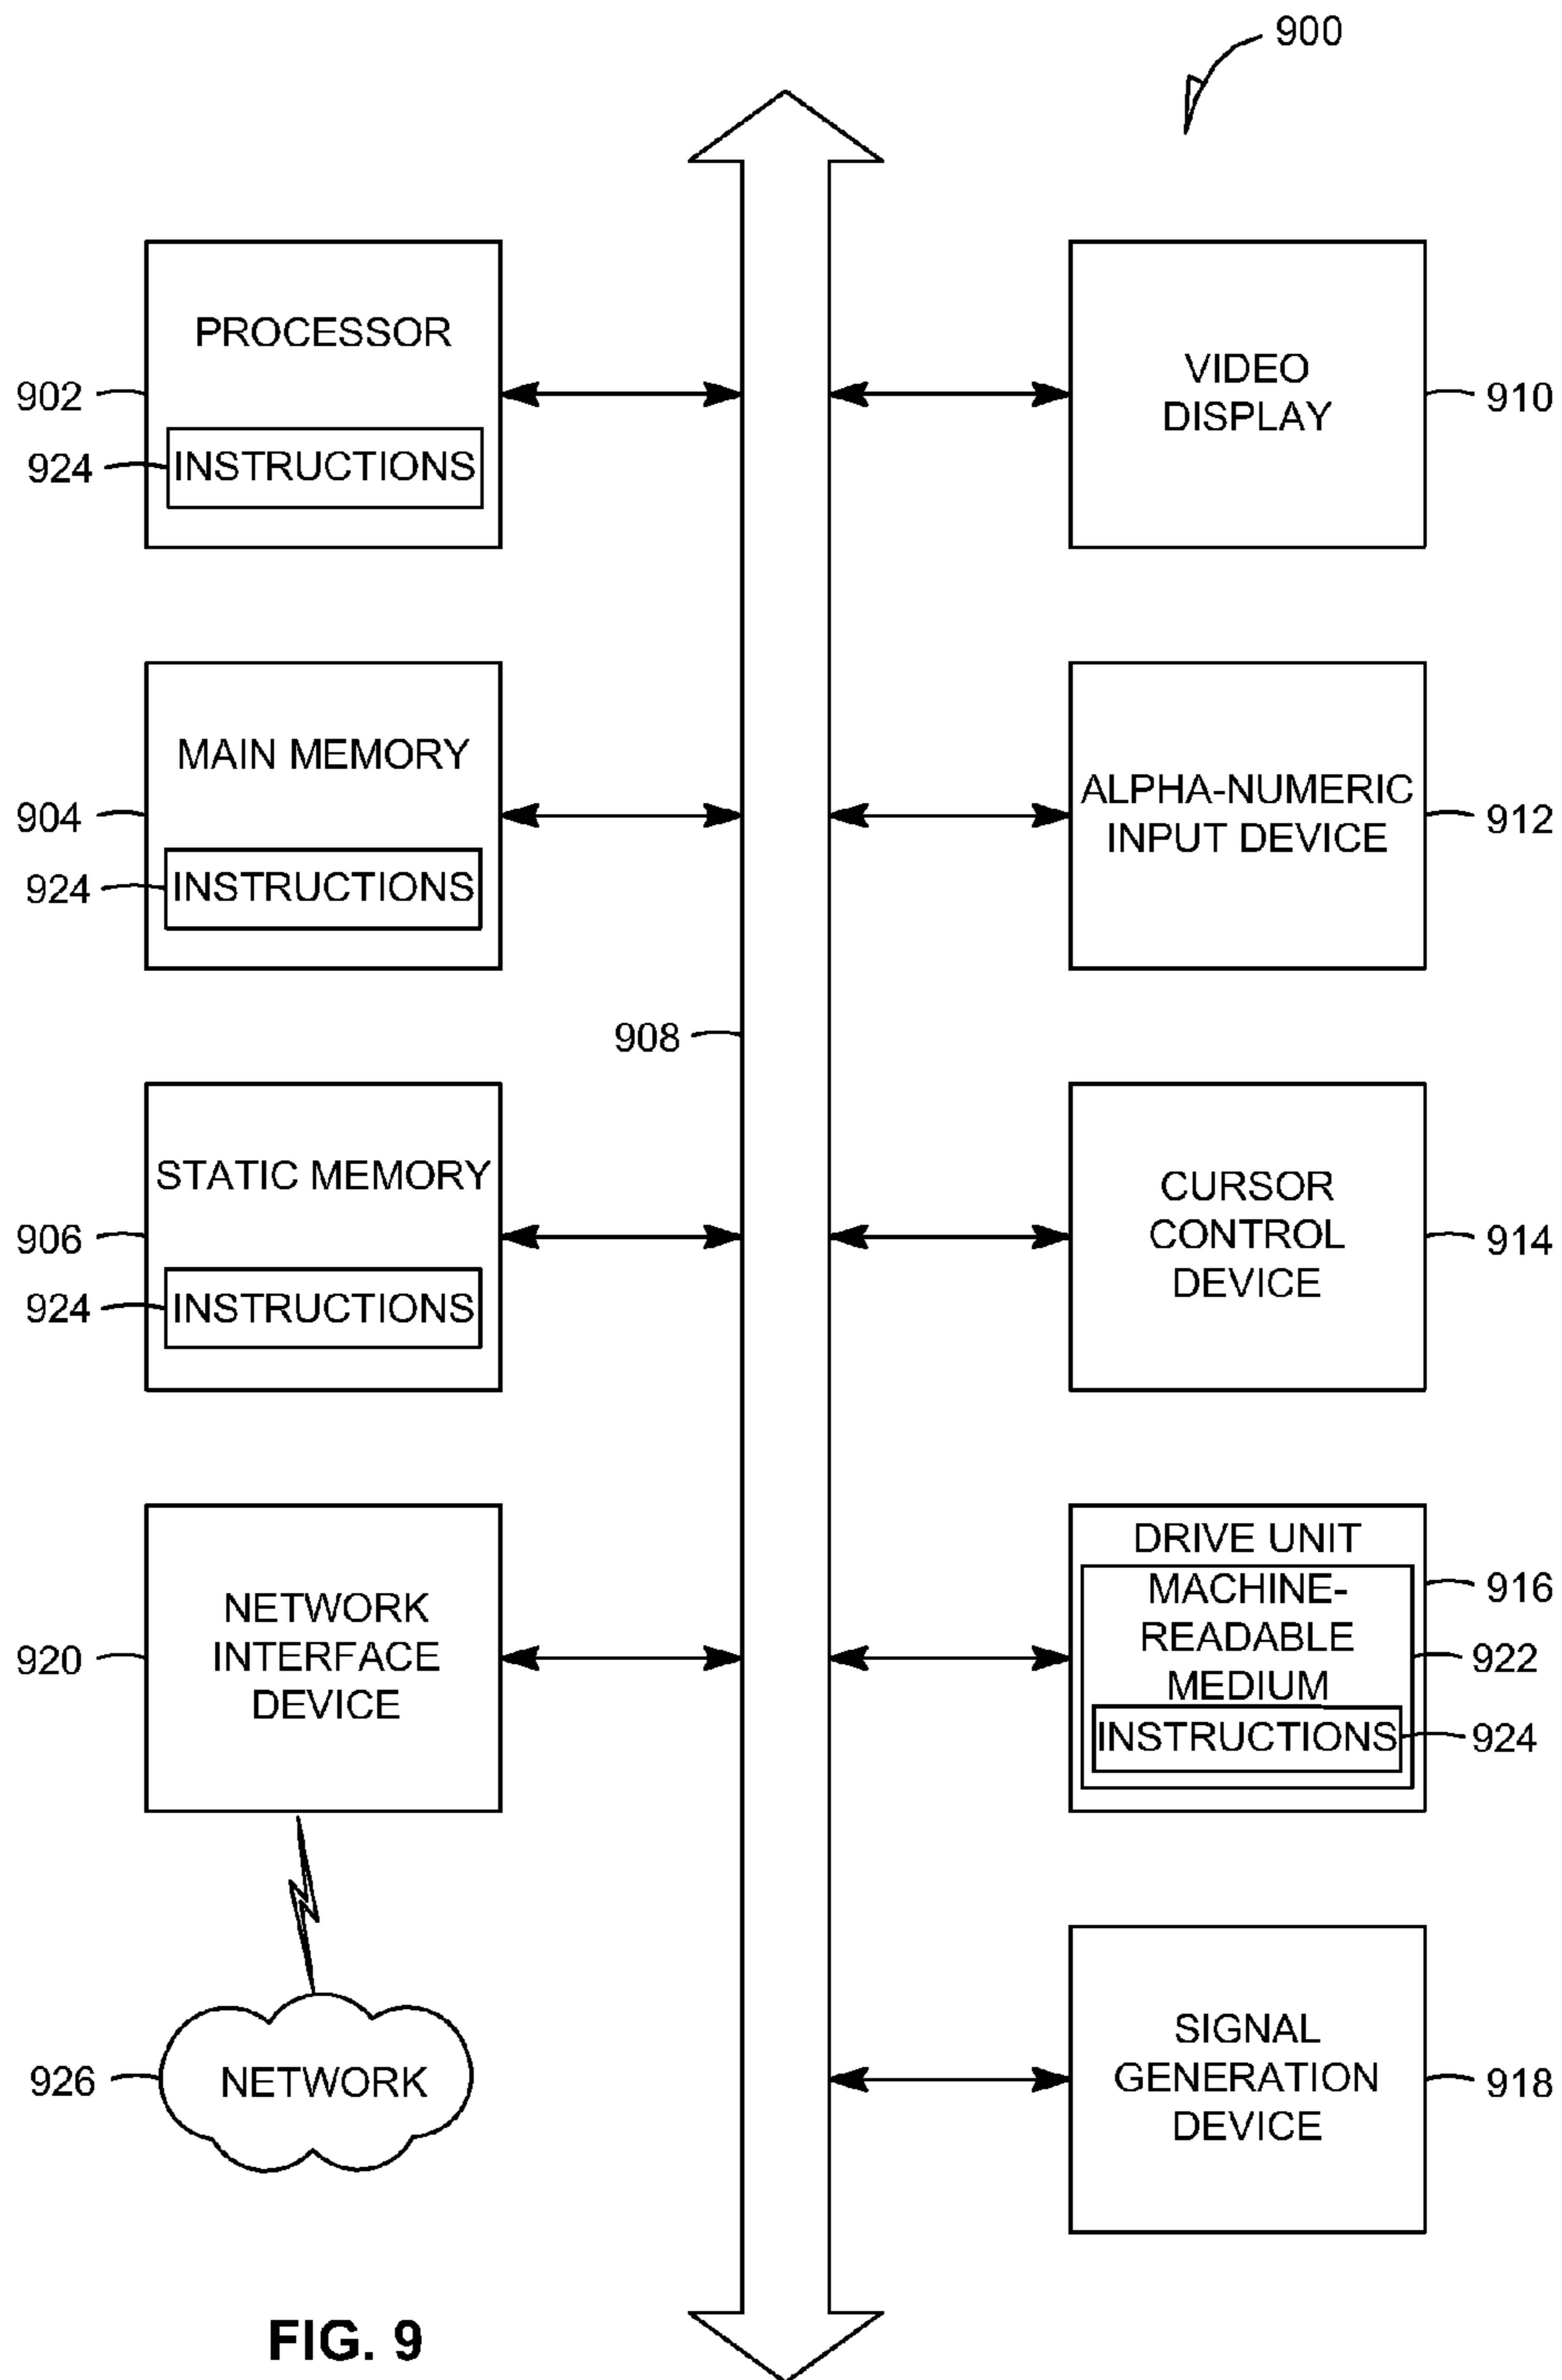 900
PROCESSOR
902
924
INSTRUCTIONS
VIDEO
DISPLAY
910
MAIN MEMORY
904
924
INSTRUCTIONS
ALPHA-NUMERIC
INPUT DEVICE
912
908
STATIC MEMORY
906
924
INSTRUCTIONS
CURSOR
CONTROL
DEVICE
914
NETWORK
INTERFACE
DEVICE
920
DRIVE UNIT
916
MACHINE-
READABLE
MEDIUM
922
INSTRUCTIONS
924
926
NETWORK
SIGNAL
GENERATION
DEVICE
918
FIG. 9